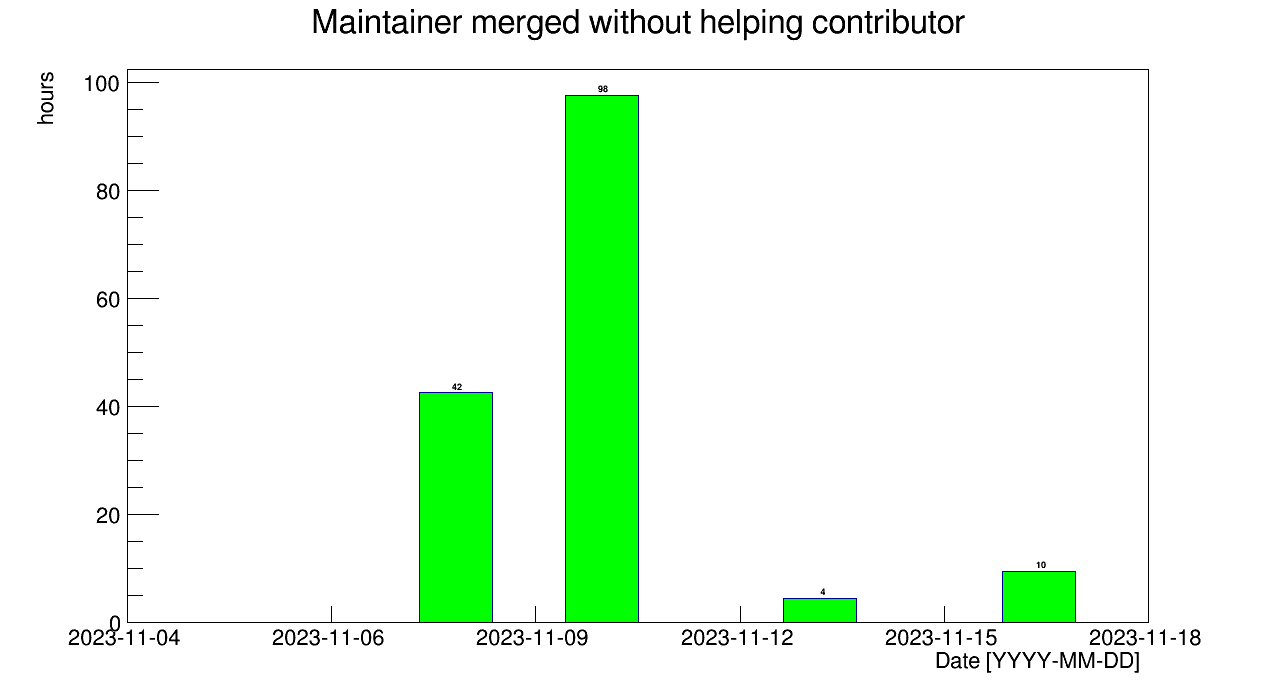 Maintainer merged without helping contributor
hours
100
80
60
40
20
0
98
42
4
10
2023-11-04 2023-11-06 2023-11-09 2023-11-12 2023-11-15 2023-11-18
Date [YYYY-MM-DD]